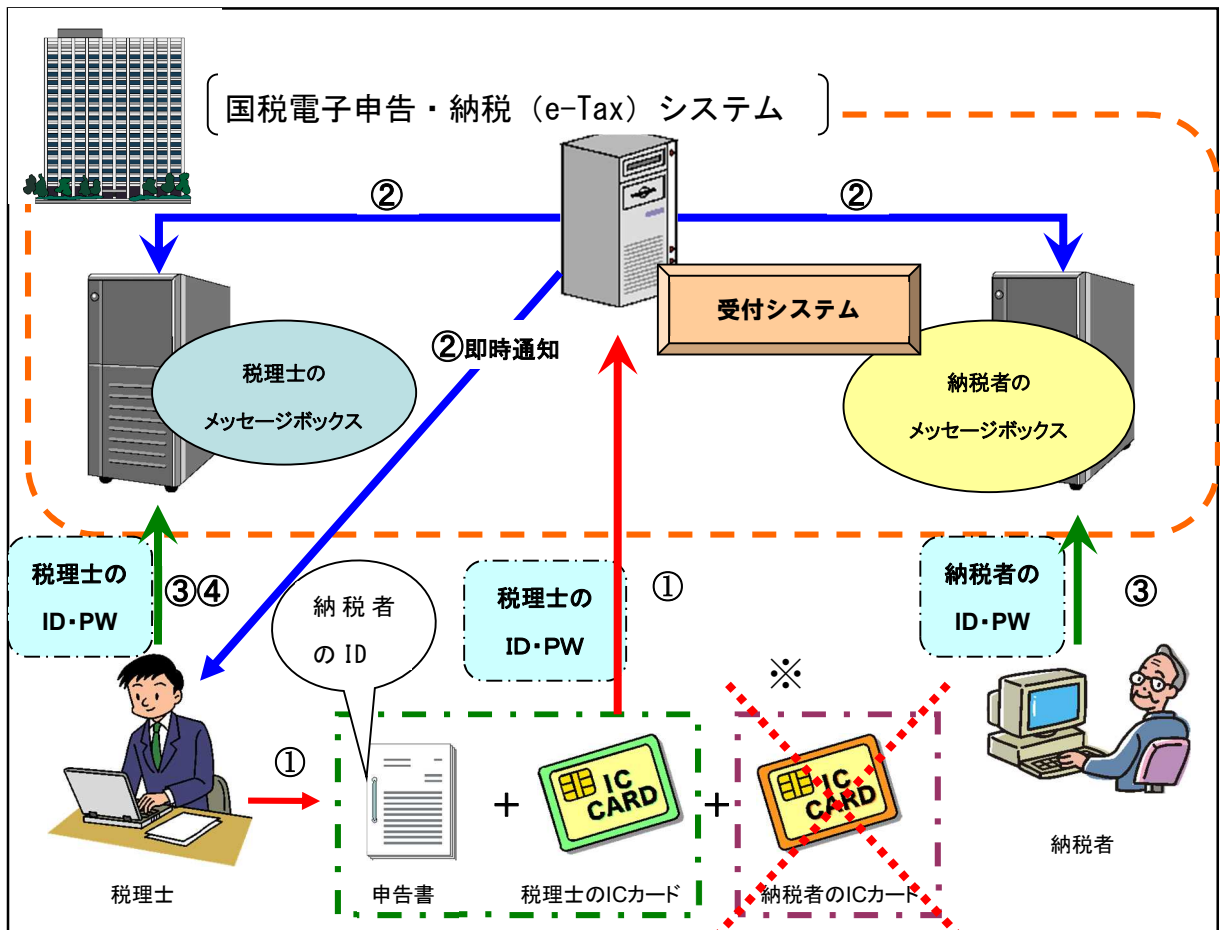 国税電子申告・納税（e-Tax）システム
②
②
受付システム
②即時通知
税理士の
メッセージボックス
納税者の
メッセージボックス
税理士の
ID・PW
③④
納税者
のID
税理士の
ID・PW
①
納税者の
ID・PW
③
※
①
IC
CARD
IC
CARD
+
+
税理士
申告書
税理士のICカード
納税者のICカード
納税者